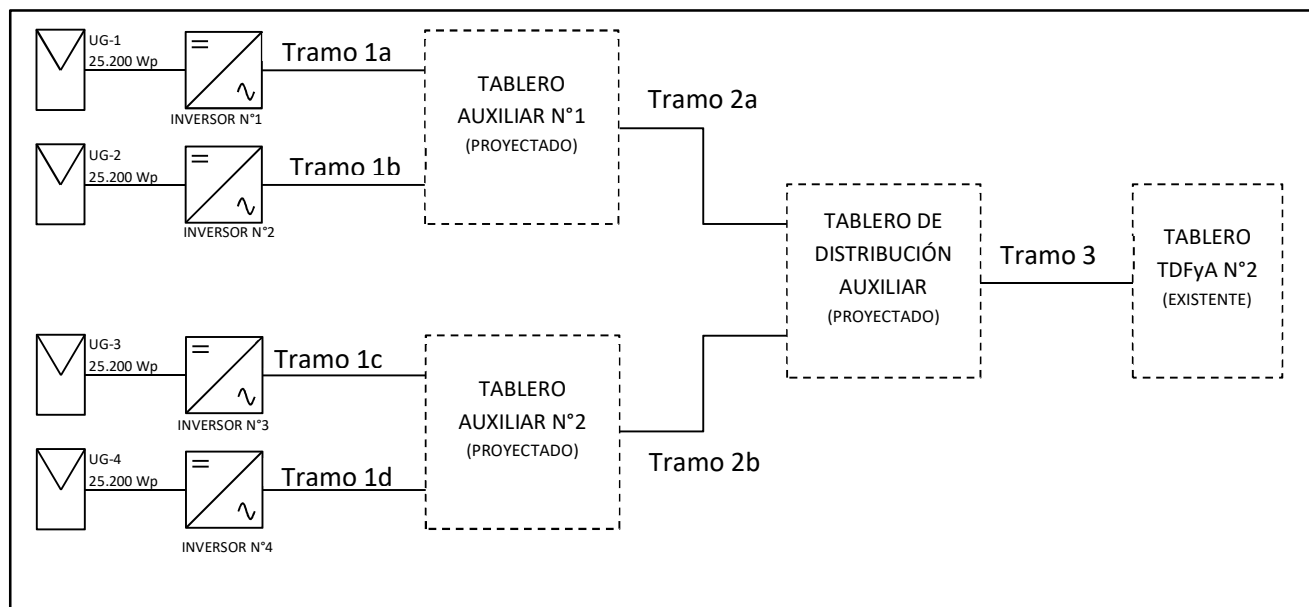 UG-1
25.200 Wp
INVERSOR N°1
Tramo 1a
UG-2
25.200 Wp
INVERSOR N°2
Tramo 1b
TABLERO
AUXILIAR N°1
(PROYECTADO)
Tramo 2a
UG-3
25.200 Wp
INVERSOR N°3
Tramo 1c
UG-4
25.200 Wp
INVERSOR N°4
Tramo 1d
TABLERO
AUXILIAR N°2
(PROYECTADO)
Tramo 2b
TABLERO DE
DISTRIBUCIÓN
AUXILIAR
(PROYECTADO)
Tramo 3
TABLERO
TDFyA N°2
(EXISTENTE)